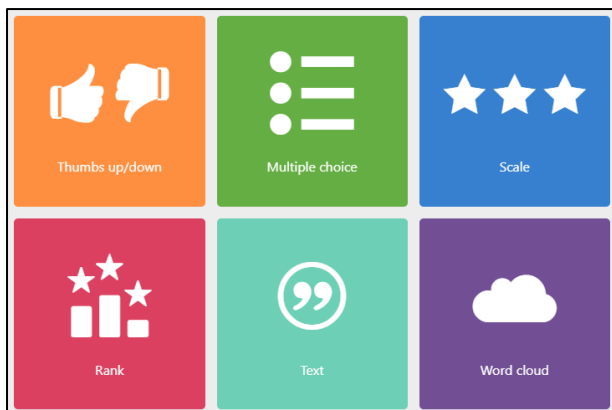 Thumbs up/down
Multiple choice
Scale
Rank
Text
Word cloud